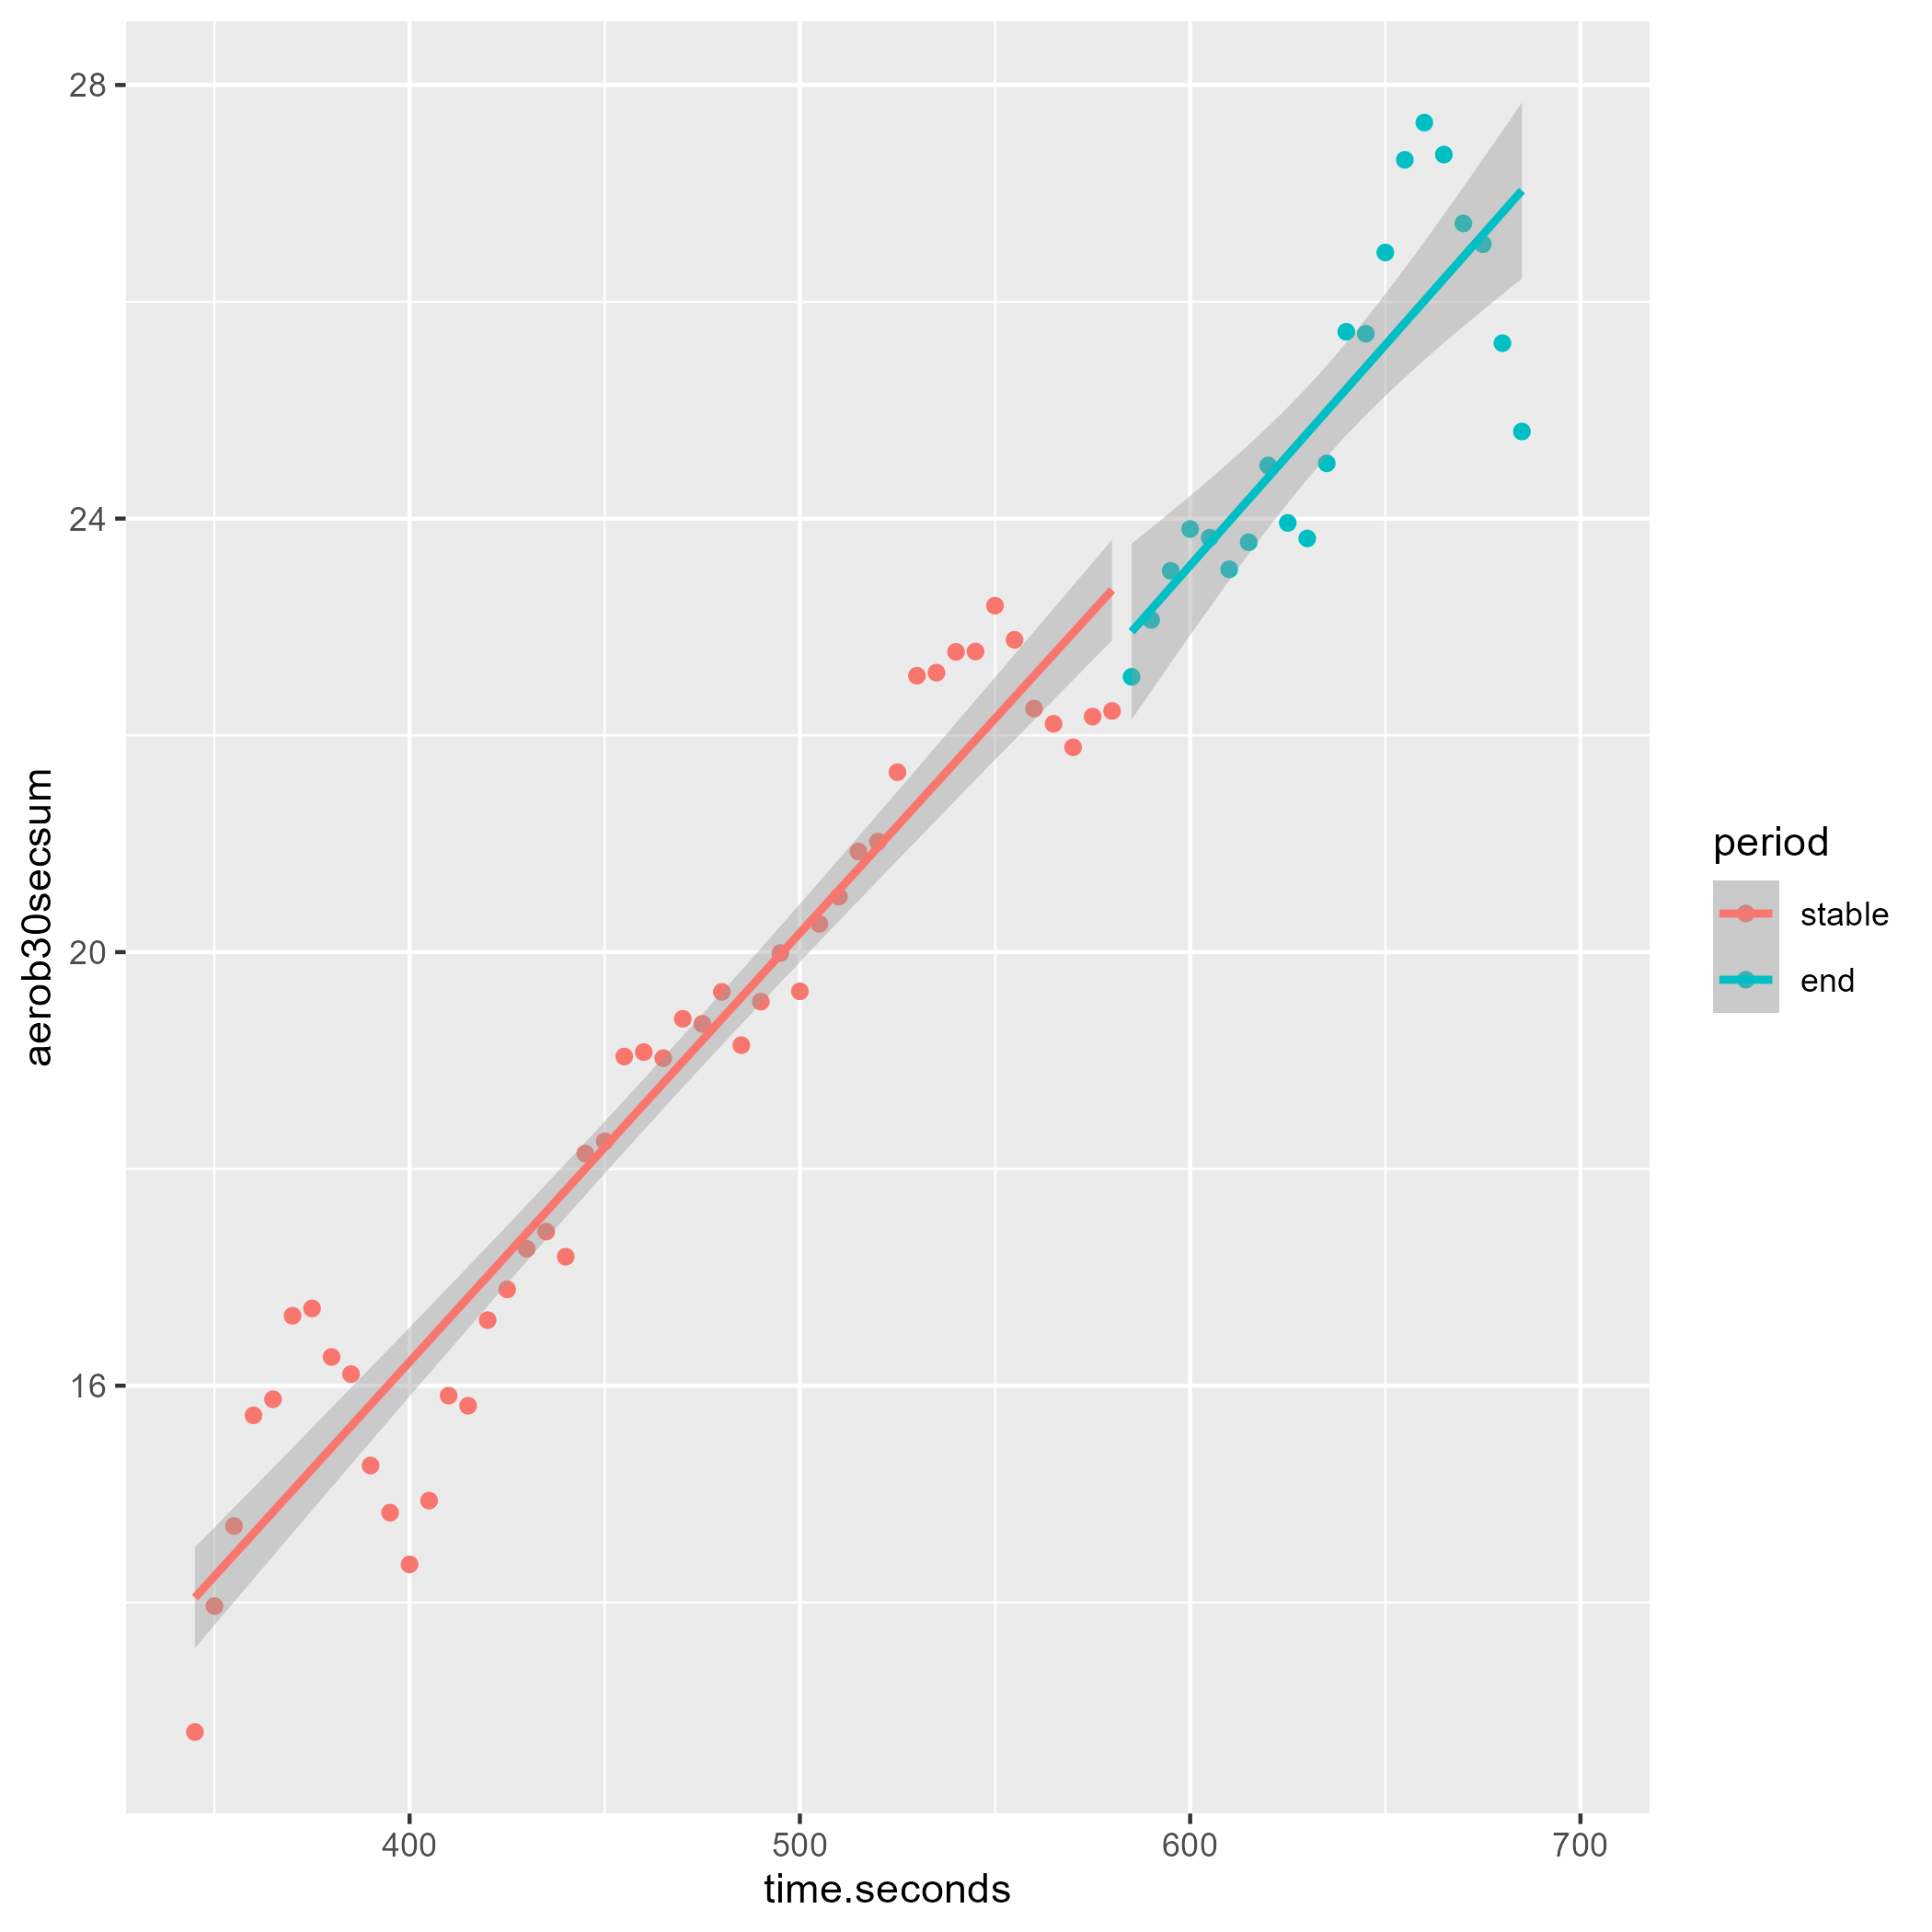 28
24
20
16
aerob30secsum
400 500 600 700
time.seconds
period
stable
end